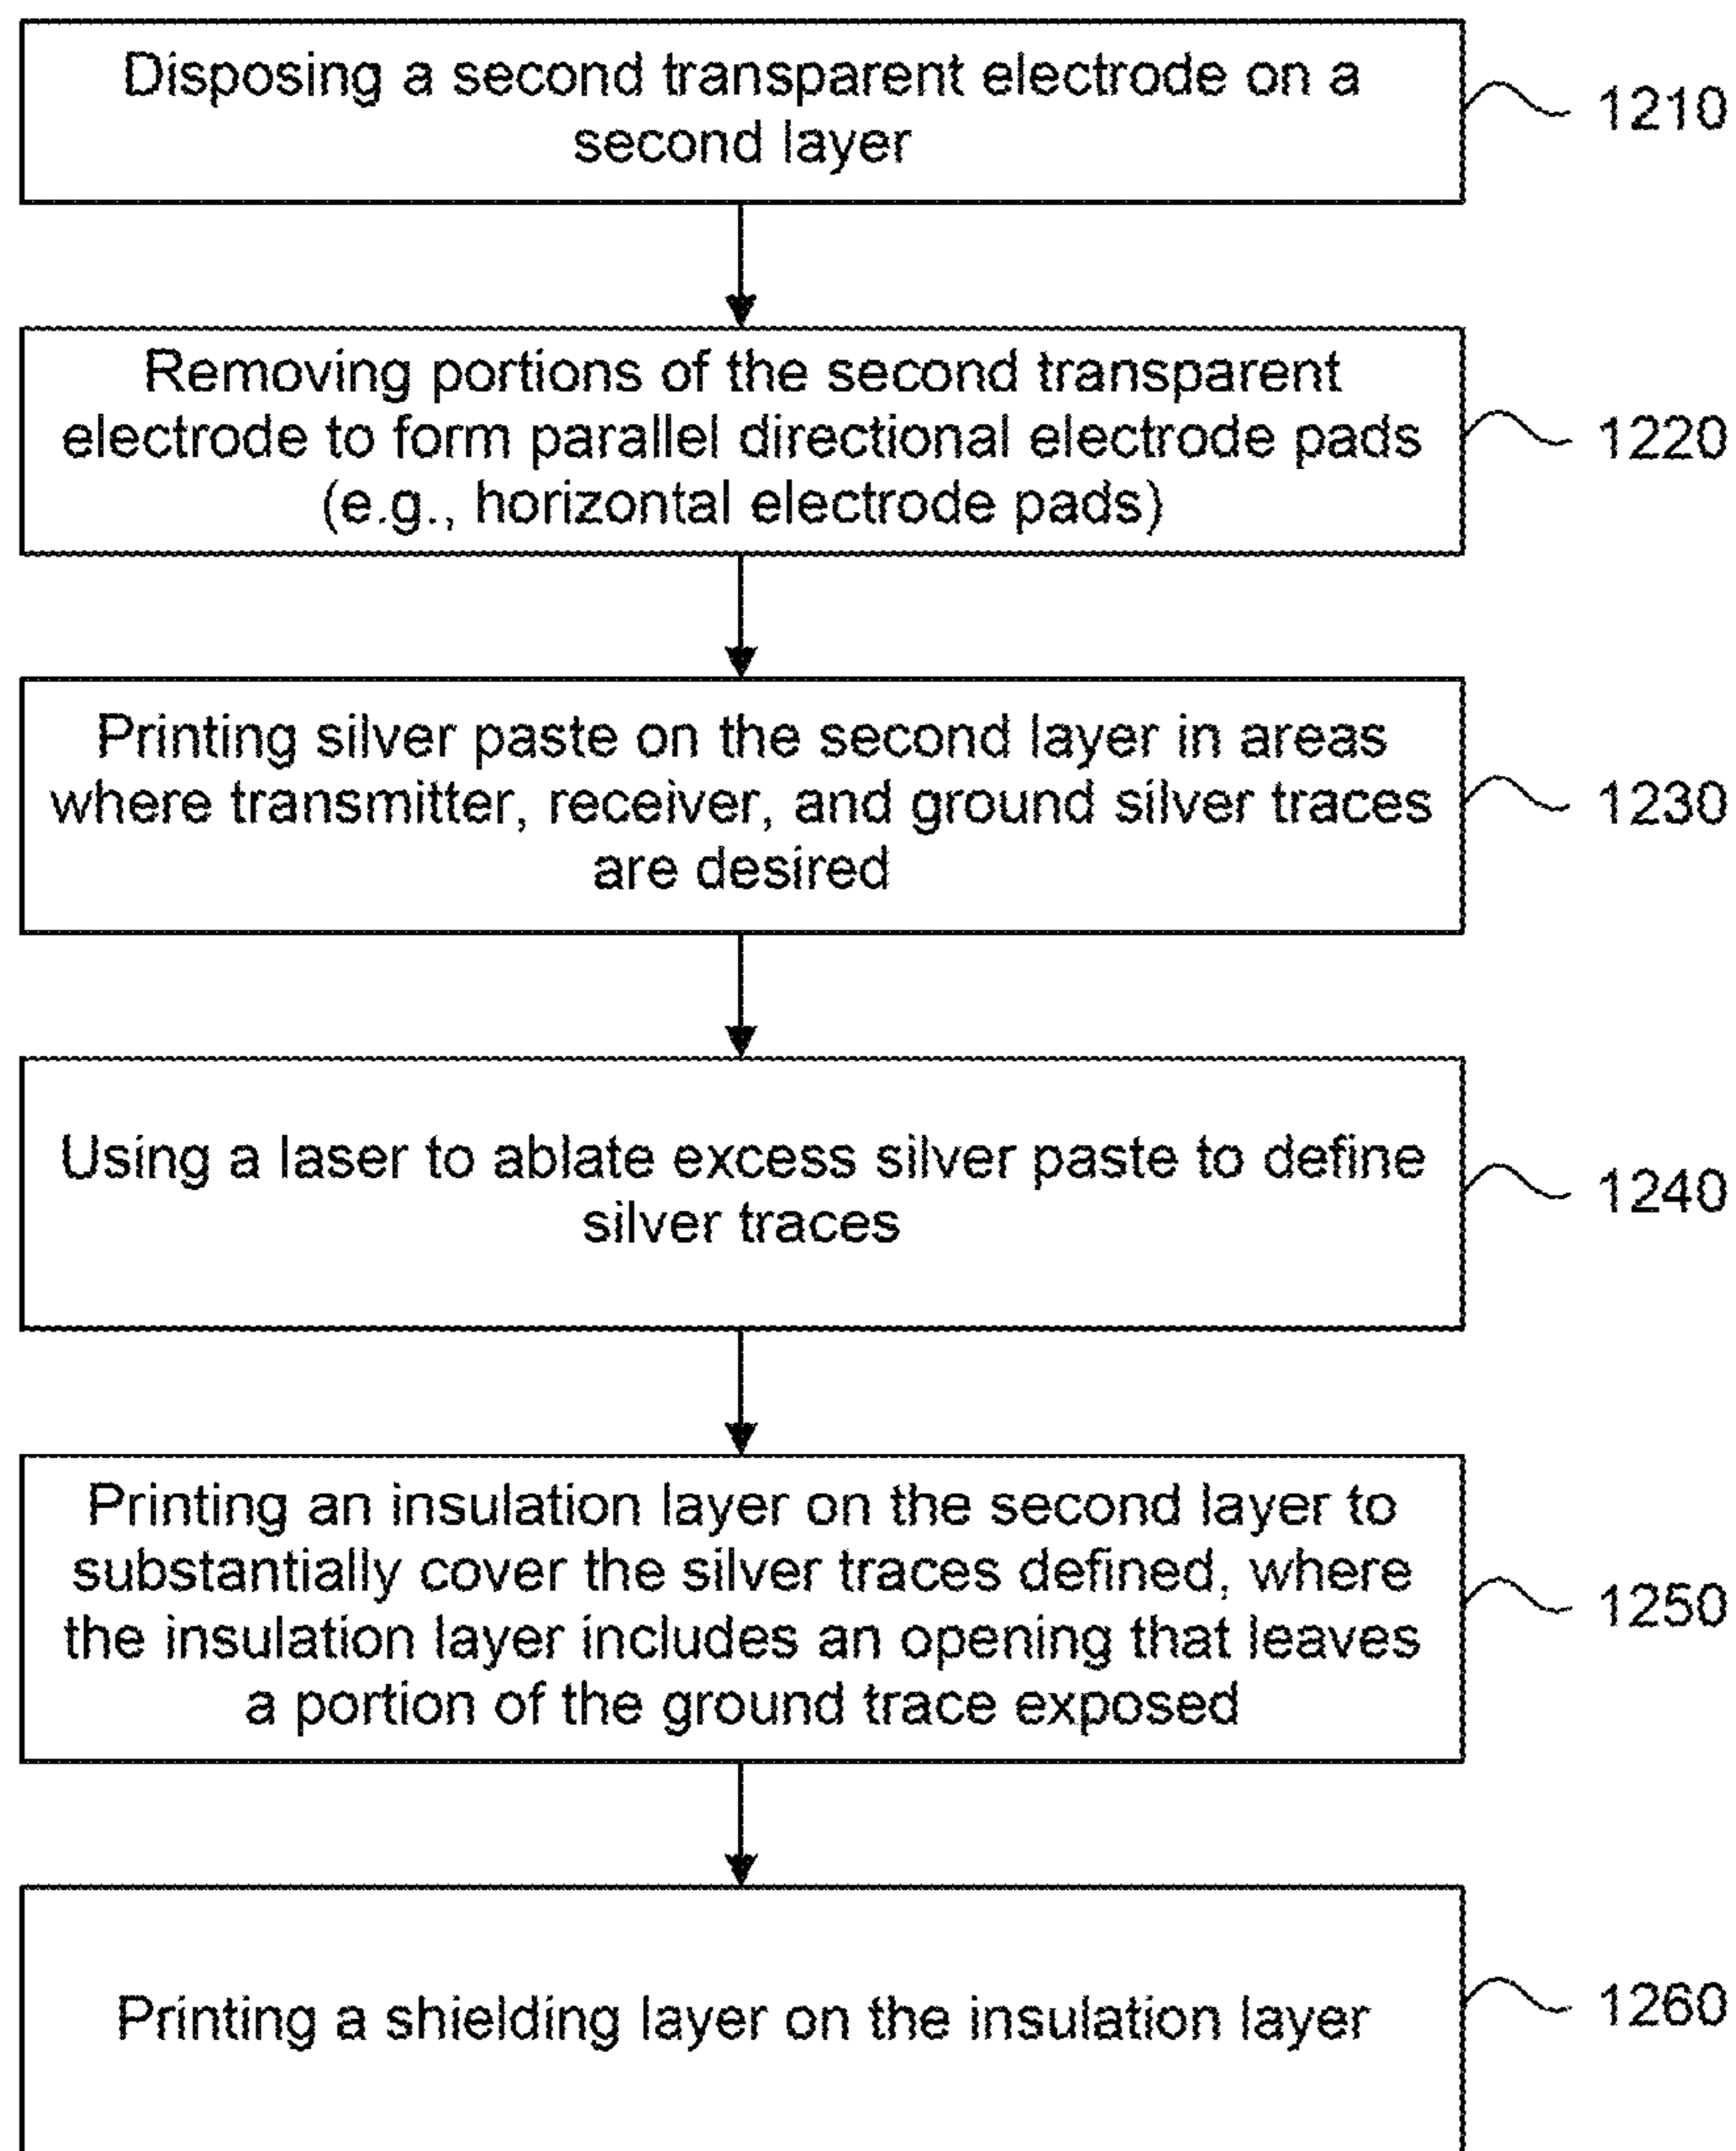 Disposing a second transparent electrode on a
second layer
1210
Removing portions of the second transparent
electrode to form parallel directional electrode pads
(e.g., horizontal electrode pads)
1220
Printing silver paste on the second layer in areas
where transmitter, receiver, and ground silver traces
are desired
1230
Using a laser to ablate excess silver paste to define
silver traces
1240
Printing an insulation layer on the second layer to
substantially cover the silver traces defined, where
the insulation layer includes an opening that leaves
a portion of the ground trace exposed
1250
Printing a shielding layer on the insulation layer
1260